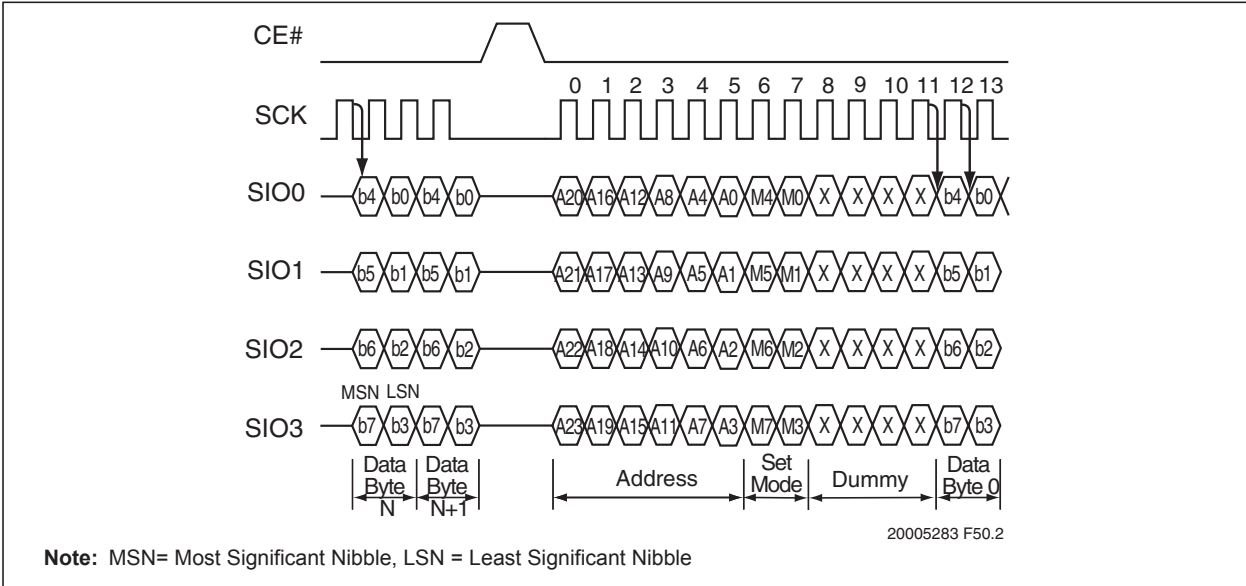 CE#
0 1 2 3 4 5 6 7 8 9 10 11 12 13
SCK
SIO0 b4 b0 b4 b0 A20 A16 A12 A8 A4 A0 M4 M0 X X X X b4 b0
SIO1 b5 b1 b5 b1 A21 A17 A13 A9 A5 A1 M5 M1 X X X X b5 b1
SIO2 b6 b2 b6 b2 A22 A18 A14 A10 A6 A2 M6 M2 X X X X b6 b2
MSN LSN
SIO3 b7 b3 b7 b3 A23 A19 A15 A11 A7 A3 M7 M3 X X X X b7 b3
Data Byte N
Data Byte N+1
Address
Set Mode
Dummy
Data Byte 0
20005283 F50.2
Note: MSN= Most Significant Nibble, LSN = Least Significant Nibble